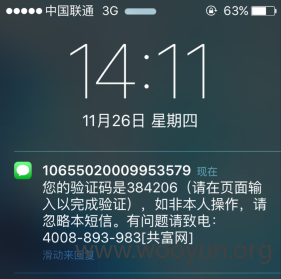 中国联通 3G 63%
14:11
11月26日 星期四
10655020009953579 现在
您的验证码是384206（请在页面输
入以完成验证），如非本人操作，请
忽略本短信。有问题请致电：
4008-893-983[共富网]
www.wooyun.org
滑动来回复